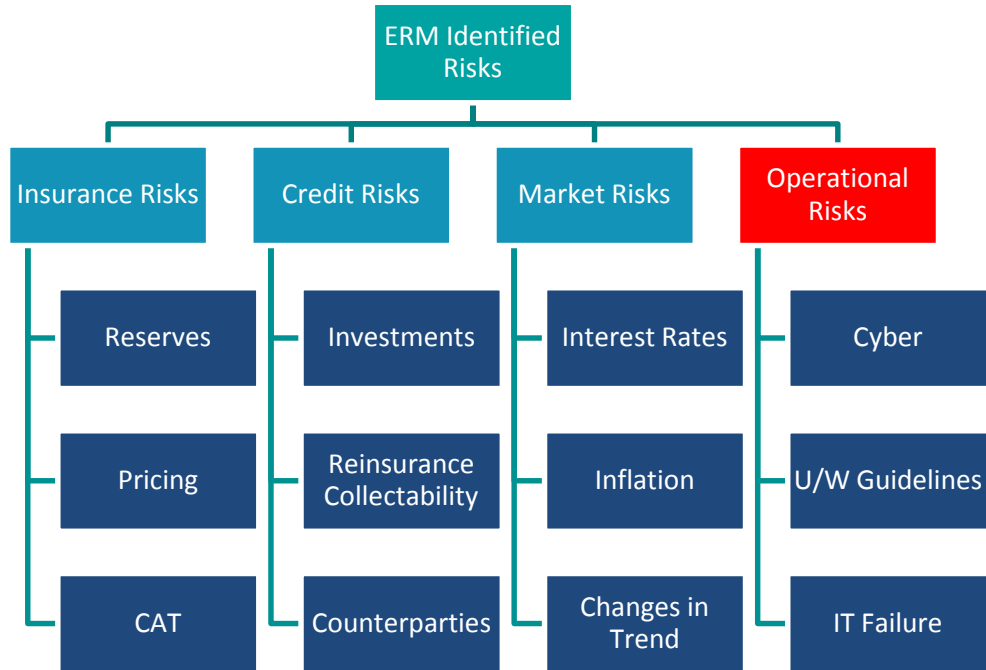 ERM Identified
Risks
Insurance Risks
Credit Risks
Market Risks
Operational
Risks
Reserves
Investments
Interest Rates
Cyber
Pricing
Reinsurance
Collectability
Inflation
U/W Guidelines
CAT
Counterparties
Changes in
Trend
IT Failure